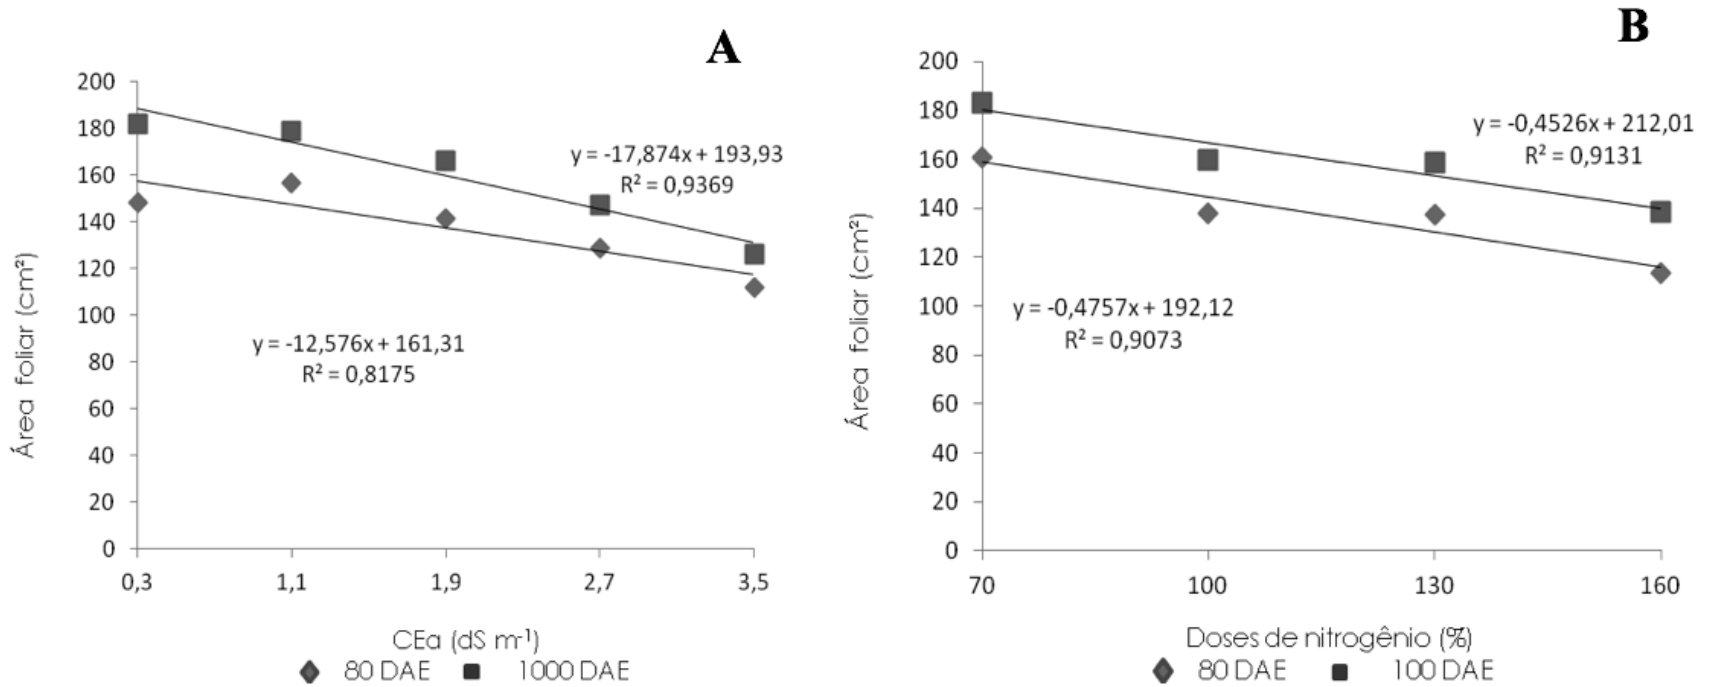 A
200
180
160
140
120
100
80
60
40
20
0
0,3 1,1 1,9 2,7 3,5
Área foliar (cm²)
y = -17,874x + 193,93
R² = 0,9369
y = -12,576x + 161,31
R² = 0,8175
CEa (dS m⁻¹)
80 DAE 1000 DAE
B
200
180
160
140
120
100
80
60
40
20
0
70 100 130 160
Área foliar (cm²)
y = -0,4526x + 212,01
R² = 0,9131
y = -0,4757x + 192,12
R² = 0,9073
Doses de nitrogênio (%)
80 DAE 100 DAE